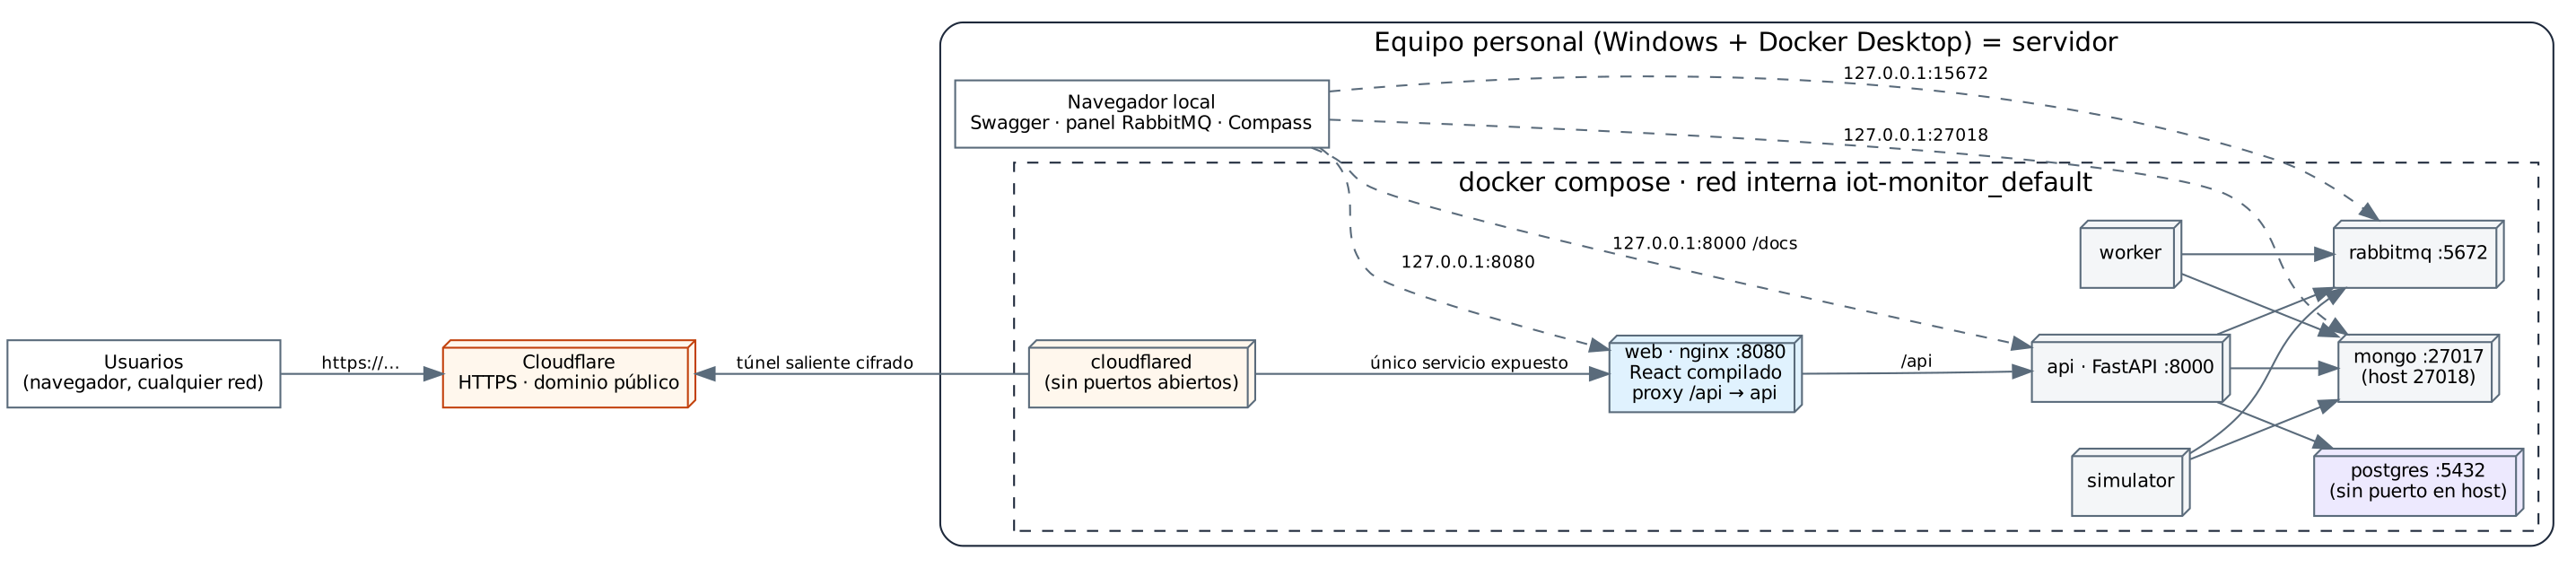 Equipo personal (Windows + Docker Desktop) = servidor
Navegador local
Swagger · panel RabbitMQ · Compass
127.0.0.1:15672
127.0.0.1:27018
docker compose · red interna iot-monitor_default
127.0.0.1:8080
127.0.0.1:8000 /docs
worker
rabbitmq :5672
Usuarios
(navegador, cualquier red)
https://...
Cloudflare
HTTPS · dominio público
túnel saliente cifrado
cloudflared
(sin puertos abiertos)
único servicio expuesto
web · nginx :8080
React compilado
proxy /api → api
/api
api · FastAPI :8000
mongo :27017
(host 27018)
simulator
postgres :5432
(sin puerto en host)